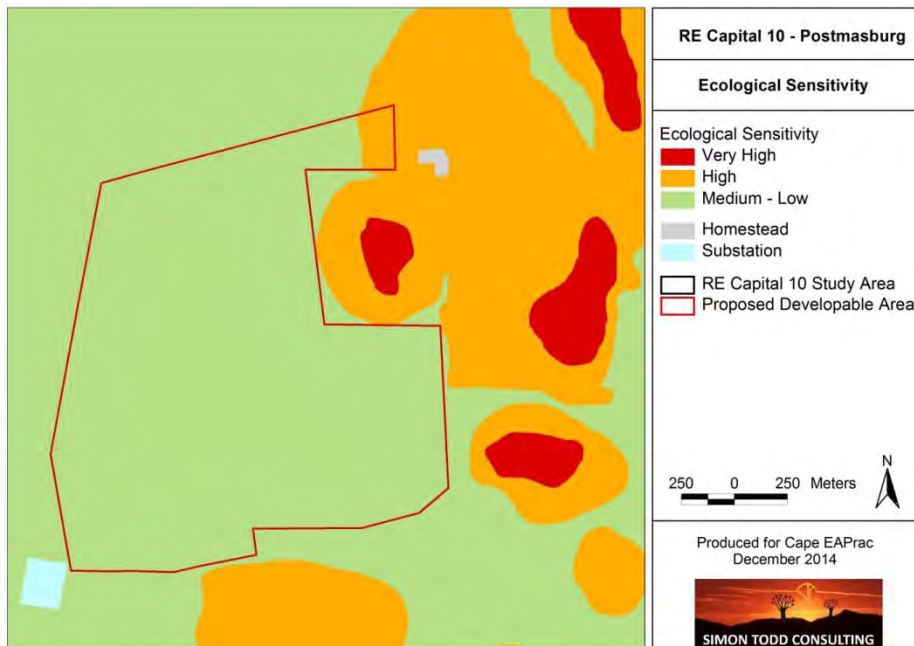 RE Capital 10 - Postmasburg
Ecological Sensitivity
Ecological Sensitivity
Very High
High
Medium - Low
Homestead
Substation
RE Capital 10 Study Area
Proposed Developable Area
N
250 0 250 Meters
Produced for Cape EAPrac
December 2014
SIMON TODD CONSULTING